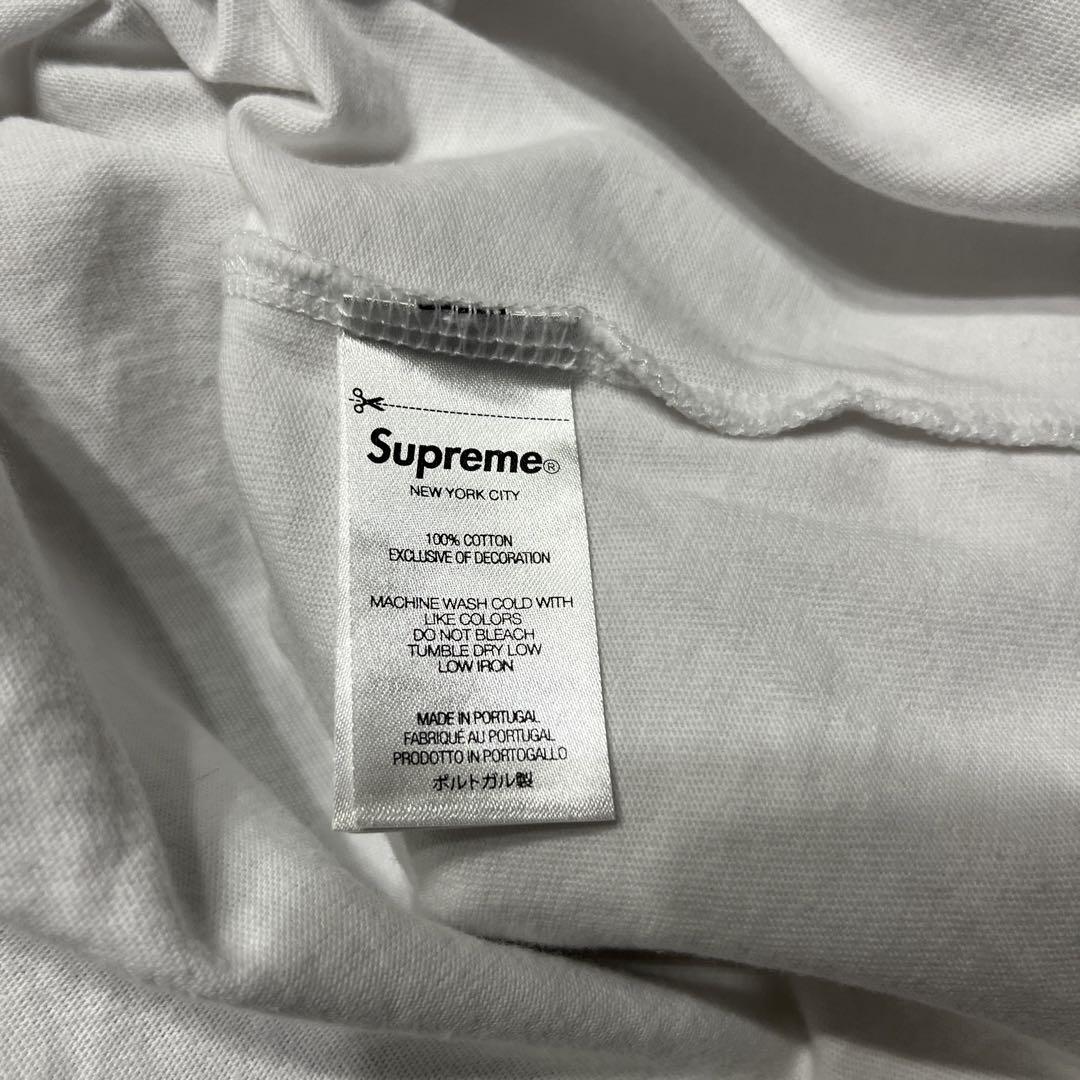 Supreme®
NEW YORK CITY
100% COTTON
EXCLUSIVE OF DECORATION
MACHINE WASH COLD WITH
LIKE COLORS
DO NOT BLEACH
TUMBLE DRY LOW
LOW IRON
MADE IN PORTUGAL
FABRIQUÉ AU PORTUGAL
PRODOTTO IN PORTOGALLO
ポルトガル製